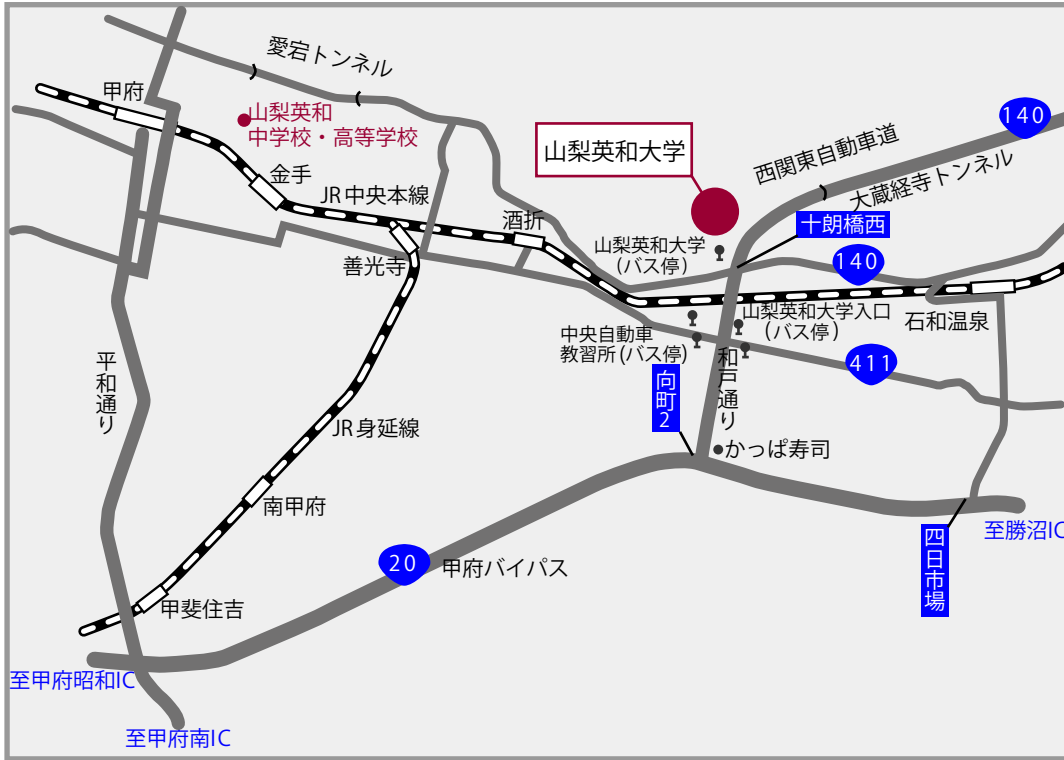 愛宕トンネル
甲府
山梨英和
中学校・高等学校
140
山梨英和大学
西関東自動車道
大蔵経寺トンネル
金手
JR中央本線
酒折
十朗橋西
善光寺
山梨英和大学
(バス停)
140
山梨英和大学入口
(バス停)
石和温泉
中央自動車
教習所(バス停)
411
平和通り
和戸通り
向町2
JR身延線
かっぱ寿司
南甲府
至勝沼IC
四日市場
20
甲府バイパス
甲斐住吉
至甲府昭和IC
至甲府南IC